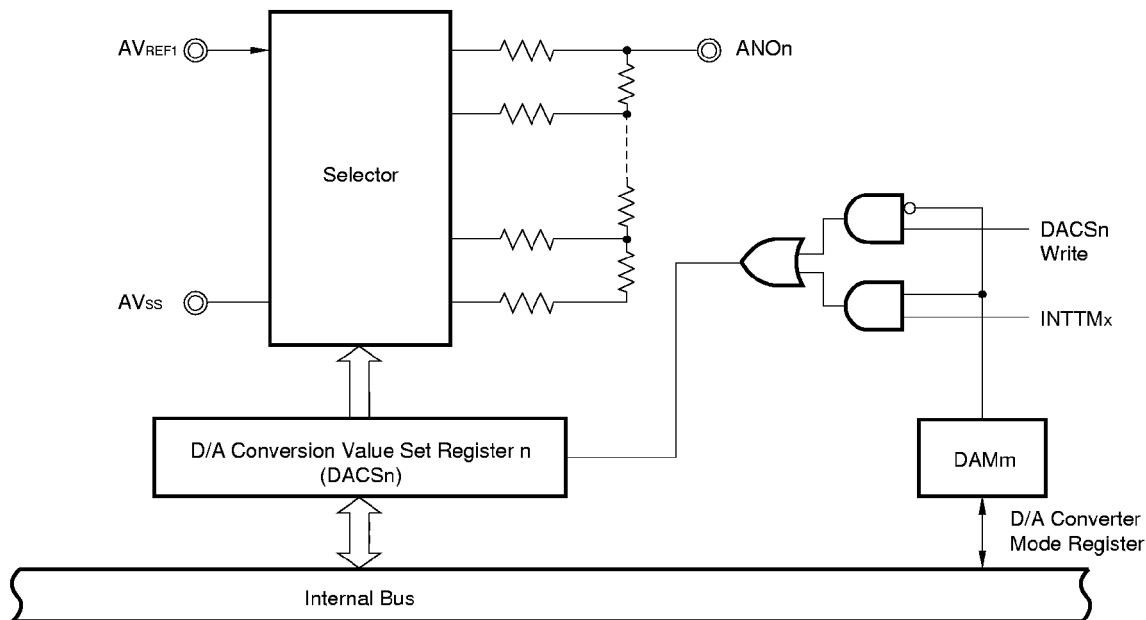 AVREF1
ANOn
Selector
DACSn
Write
AVSS
INTTMx
D/A Conversion Value Set Register n
(DACSn)
DAMm
D/A Converter
Mode Register
Internal Bus